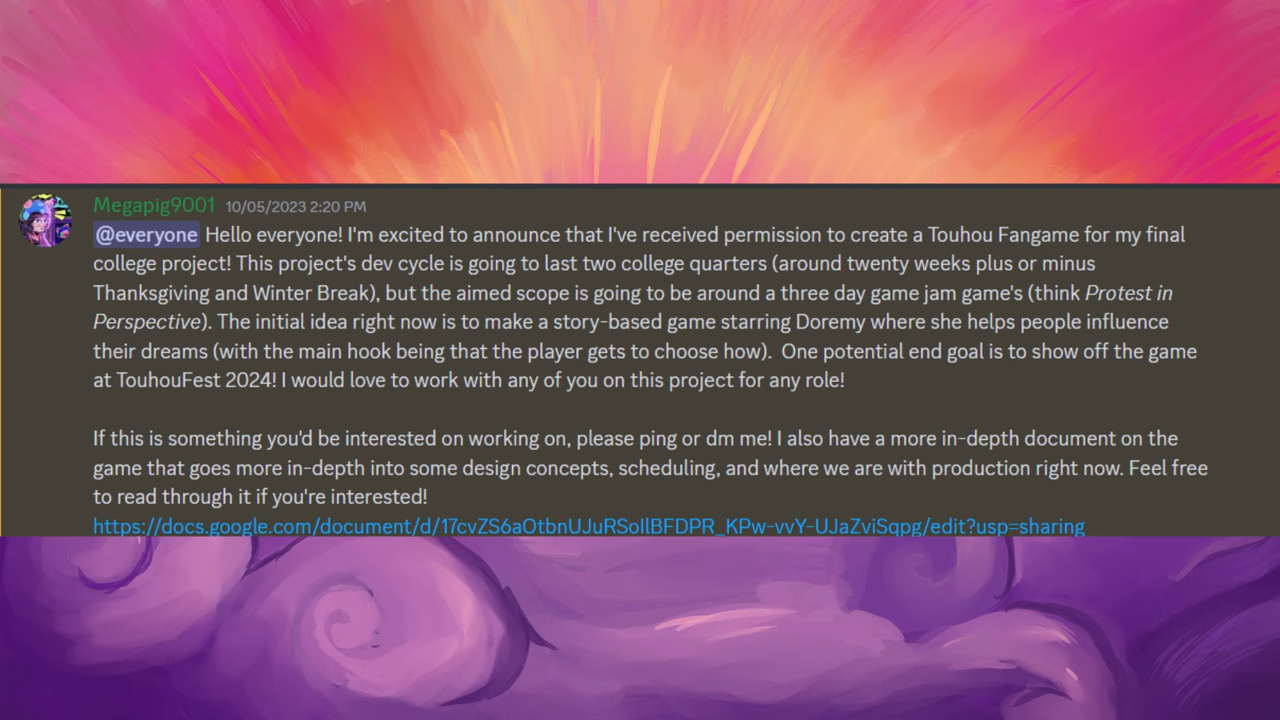 Megapig9001 10/05/2023 2:20 PM
@everyone Hello everyone! I'm excited to announce that I've received permission to create a Touhou Fangame for my final
college project! This project's dev cycle is going to last two college quarters (around twenty weeks plus or minus
Thanksgiving and Winter Break), but the aimed scope is going to be around a three day game jam game's (think Protest in
Perspective). The initial idea right now is to make a story-based game starring Doremy where she helps people influence
their dreams (with the main hook being that the player gets to choose how). One potential end goal is to show off the game
at TouhouFest 2024! I would love to work with any of you on this project for any role!
If this is something you'd be interested on working on, please ping or dm me! I also have a more in-depth document on the
game that goes more in-depth into some design concepts, scheduling, and where we are with production right now. Feel free
to read through it if you're interested!
https://docs.google.com/document/d/17cvZS6aOtbnUJuRSoIlBFDPR_KPw-vvY-UJaZviSqpg/edit?usp=sharing